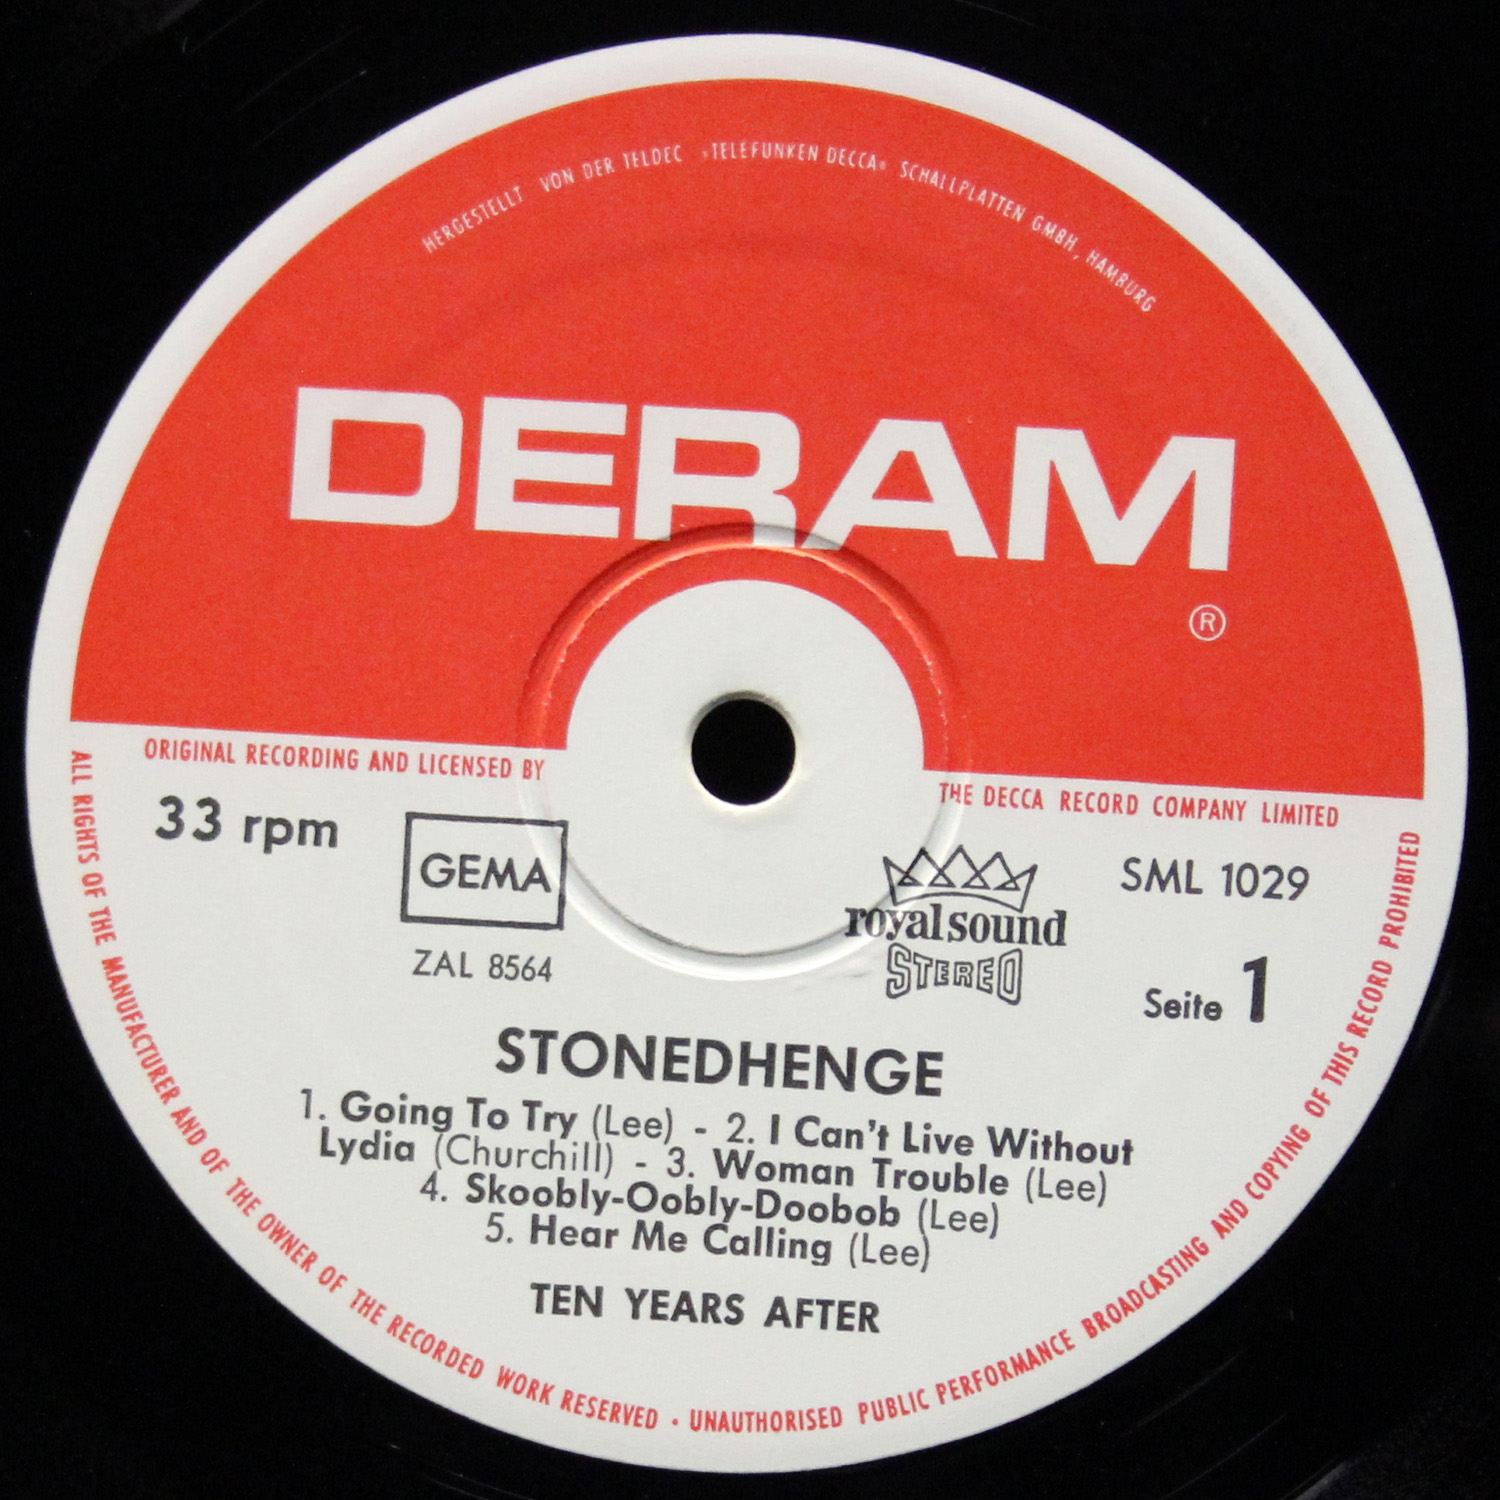 HERGESTELLT VON DER TELDEC »TELEFUNKEN DECCA« SCHALLPLATTEN GMBH, HAMBURG
DERAM
®
ORIGINAL RECORDING AND LICENSED BY
THE DECCA RECORD COMPANY LIMITED
33 rpm
GEMA
ZAL 8564
royal sound
STEREO
SML 1029
Seite 1
STONEDHENGE
1. Going To Try (Lee) - 2. I Can't Live Without
Lydia (Churchill) - 3. Woman Trouble (Lee)
4. Skoobly-Oobly-Doobob (Lee)
5. Hear Me Calling (Lee)
TEN YEARS AFTER
ALL RIGHTS OF THE MANUFACTURER AND OF THE OWNER OF THE RECORDED WORK RESERVED · UNAUTHORISED PUBLIC PERFORMANCE BROADCASTING AND COPYING OF THIS RECORD PROHIBITED